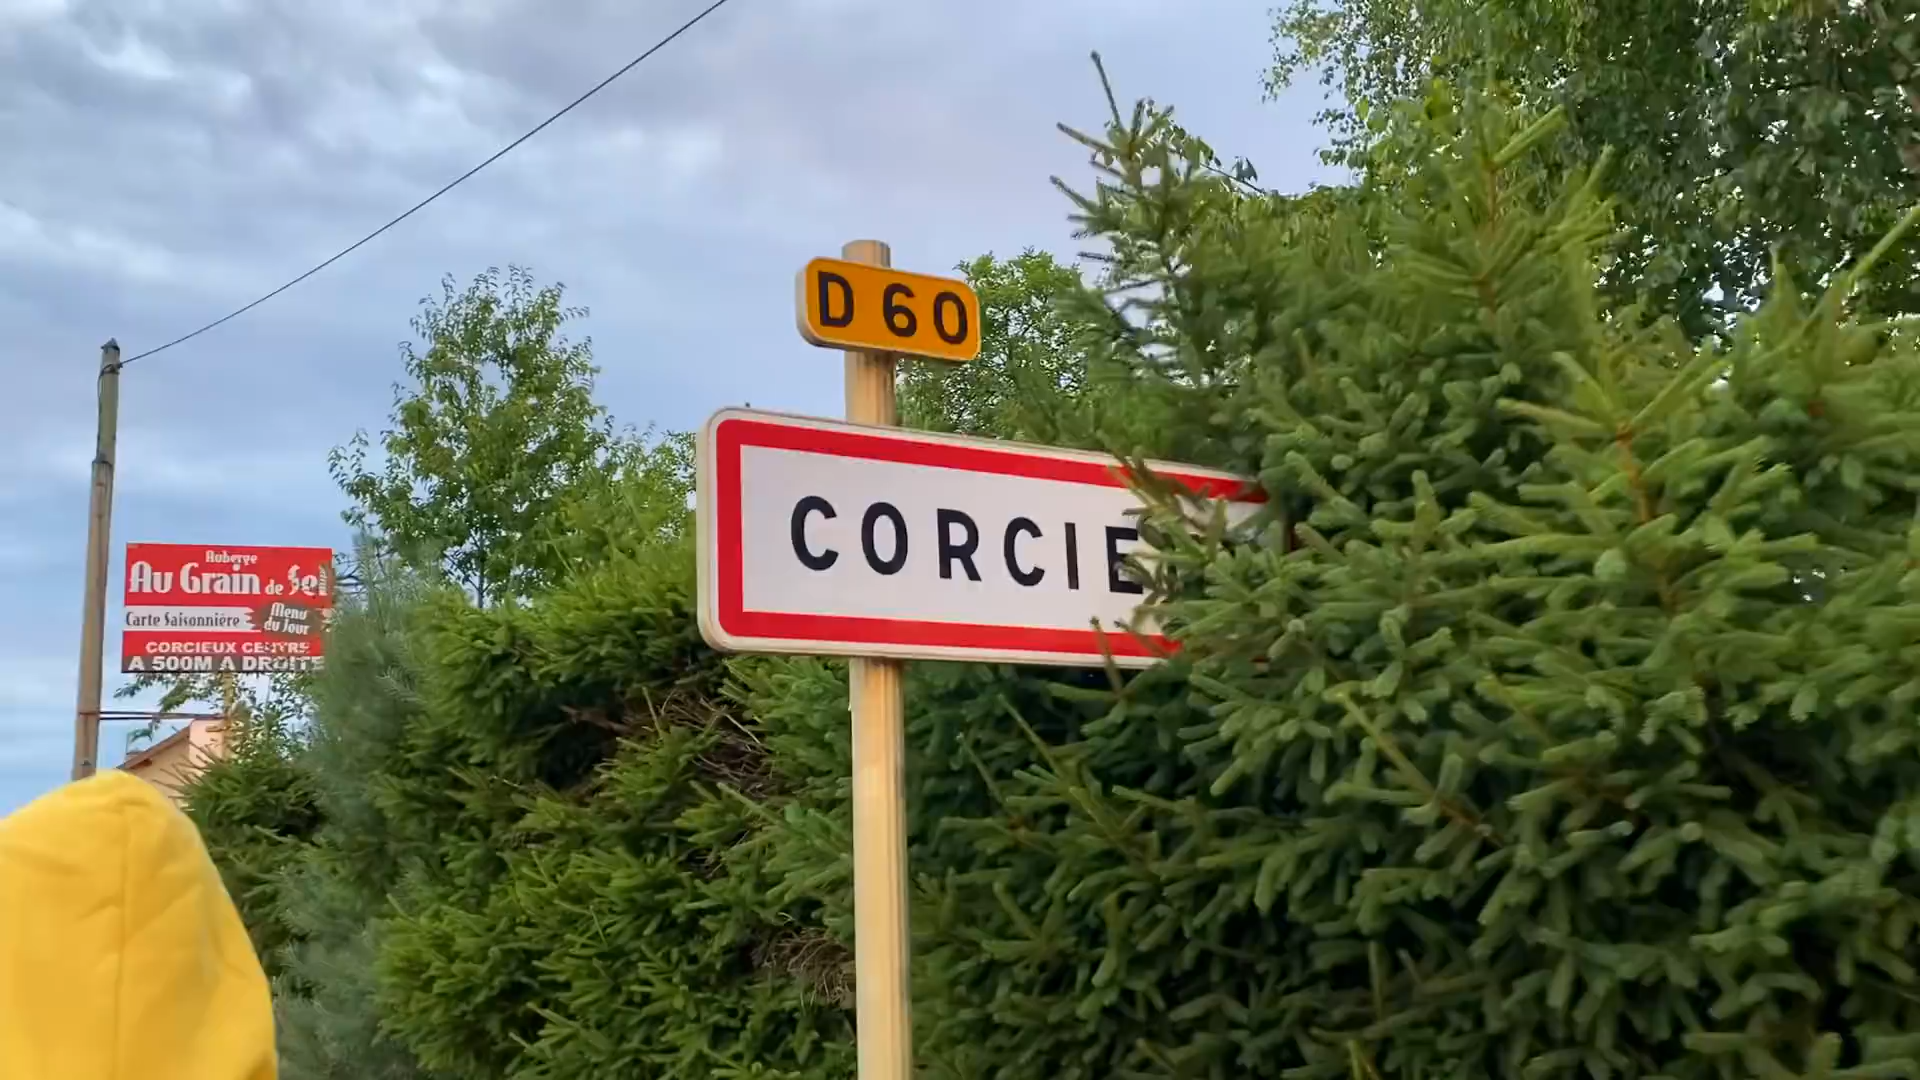 D 60
CORCIE
Auberge
Au Grain de Sel
Carte Saisonnière
Menu
du Jour
CORCIEUX CENTRE
A 500M A DROITE